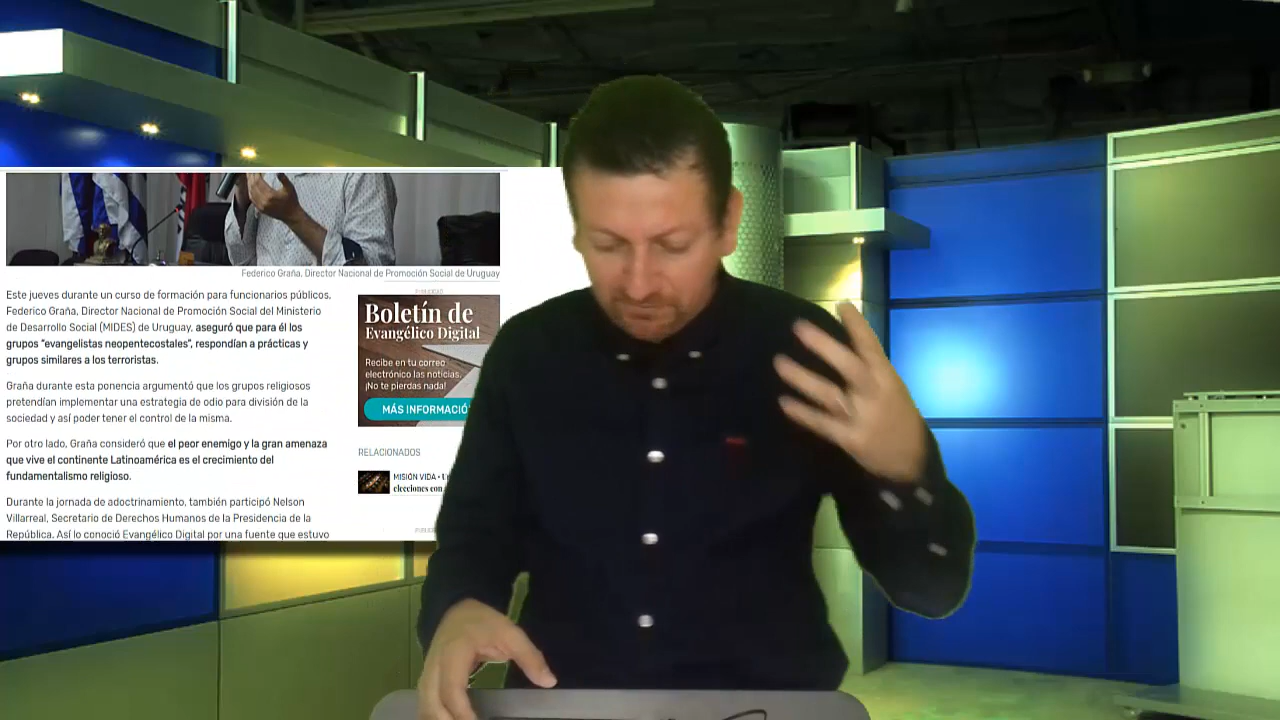 Federico Graña, Director Nacional de Promoción Social de Uruguay
Este jueves durante un curso de formación para funcionarios públicos,
Federico Graña, Director Nacional de Promoción Social del Ministerio
de Desarrollo Social (MIDES) de Uruguay, aseguró que para él los
grupos "evangelistas neopentecostales", respondían a prácticas y
grupos similares a los terroristas.
Graña durante esta ponencia argumentó que los grupos religiosos
pretendían implementar una estrategia de odio para división de la
sociedad y así poder tener el control de la misma.
Por otro lado, Graña consideró que el peor enemigo y la gran amenaza
que vive el continente Latinoamérica es el crecimiento del
fundamentalismo religioso.
Durante la jornada de adoctrinamiento, también participó Nelson
Villarreal, Secretario de Derechos Humanos de la Presidencia de la
República. Así lo conoció Evangélico Digital por una fuente que estuvo
Boletín de
Evangélico Digital
Recibe en tu correo
electrónico las noticias.
¡No te pierdas nada!
MÁS INFORMACIÓ
RELACIONADOS
MISIÓN VIDA •
elecciones con